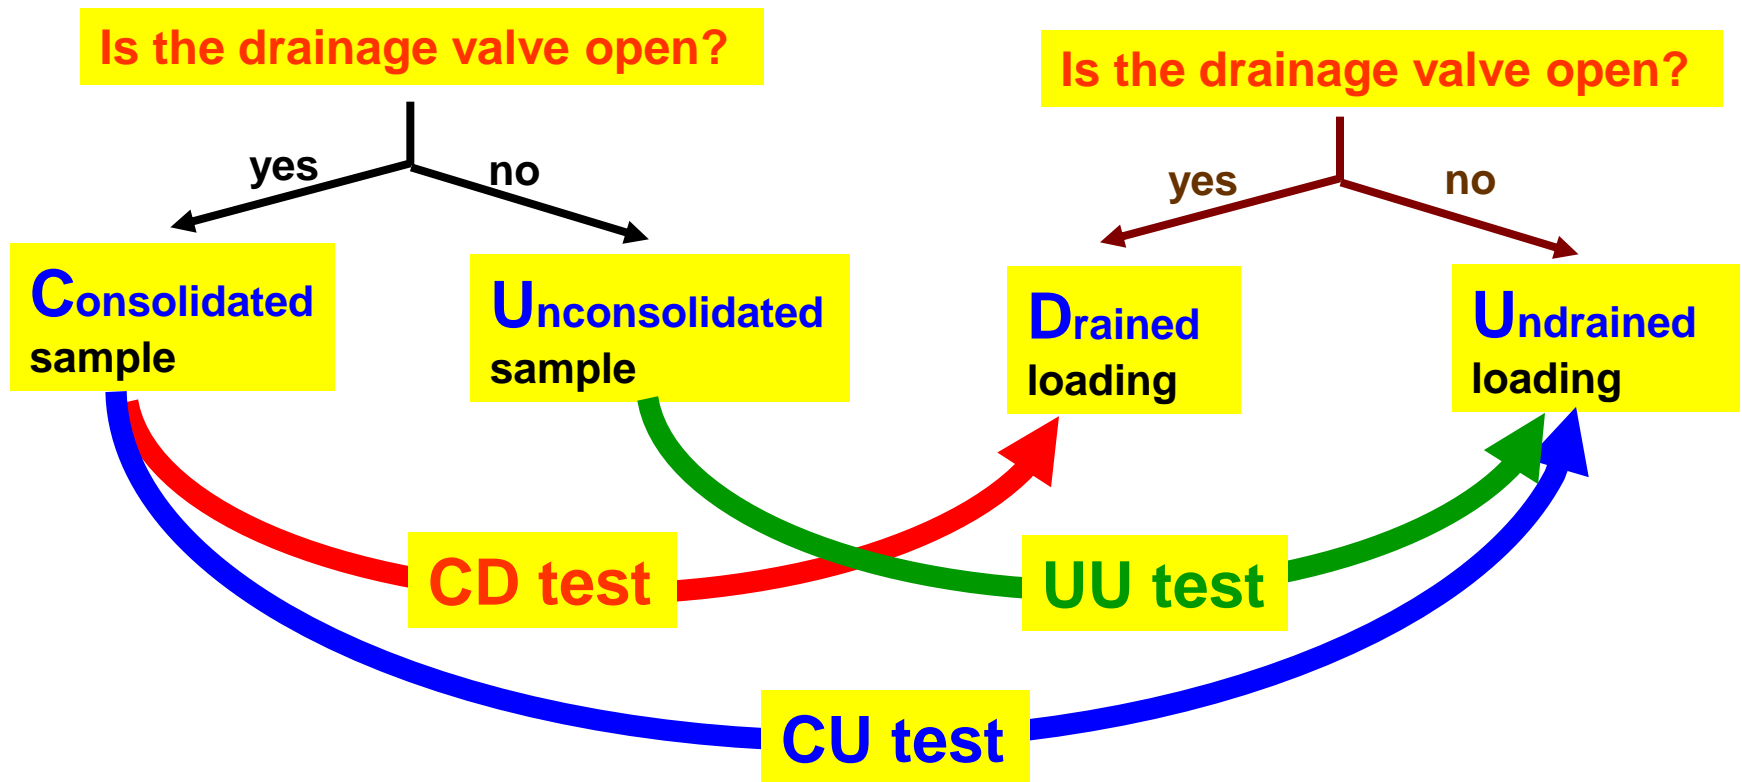 Is the drainage valve open?
Is the drainage valve open?
yes
no
yes
no
Consolidated
sample
Unconsolidated
sample
Drained
loading
Undrained
loading
CD test
UU test
CU test